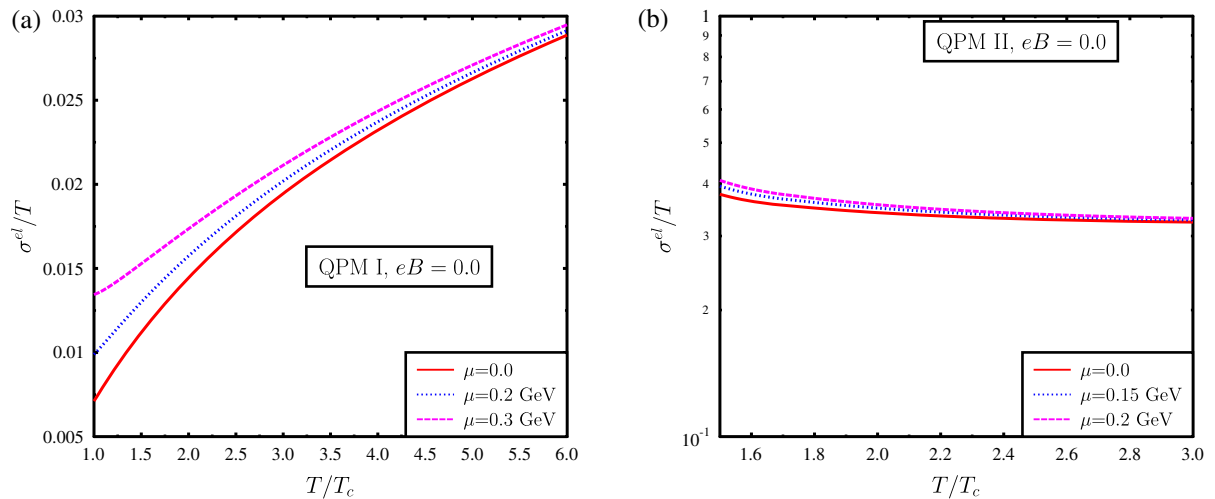 (a)
0.03
0.025
0.02
0.015
0.01
0.005
σ^{el}/T
QPM I, eB = 0.0
μ=0.0
μ=0.2 GeV
μ=0.3 GeV
1.0 1.5 2.0 2.5 3.0 3.5 4.0 4.5 5.0 5.5 6.0
T/T_c
(b)
1
9
8
7
6
5
4
3
2
10^{-1}
σ^{el}/T
QPM II, eB = 0.0
μ=0.0
μ=0.15 GeV
μ=0.2 GeV
1.6 1.8 2.0 2.2 2.4 2.6 2.8 3.0
T/T_c